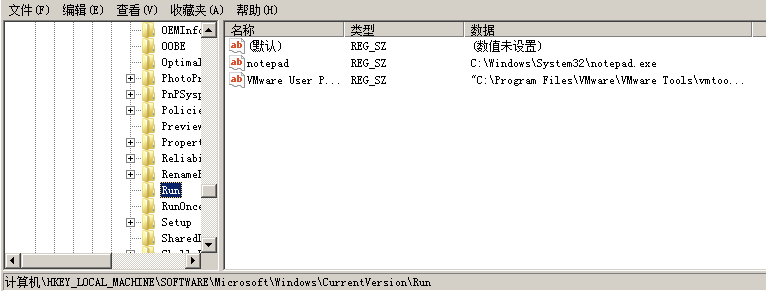 文件(F) 编辑(E) 查看(V) 收藏夹(A) 帮助(H)
OEMInfo
OOBE
Optimal
PhotoPr
PnPSysp
Policie
Preview
Propert
Reliabi
RenameF
Run
RunOnce
Setup
SharedD
名称 类型 数据
(默认) REG_SZ (数值未设置)
notepad REG_SZ C:\Windows\System32\notepad.exe
VMware User P... REG_SZ "C:\Program Files\VMware\VMware Tools\vmtoo...
计算机\HKEY_LOCAL_MACHINE\SOFTWARE\Microsoft\Windows\CurrentVersion\Run